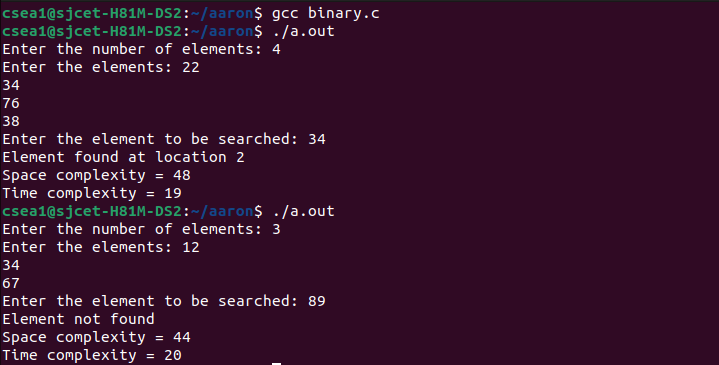 csea1@sjcet-H81M-DS2:~/aaron$ gcc binary.c
csea1@sjcet-H81M-DS2:~/aaron$ ./a.out
Enter the number of elements: 4
Enter the elements: 22
34
76
38
Enter the element to be searched: 34
Element found at location 2
Space complexity = 48
Time complexity = 19
csea1@sjcet-H81M-DS2:~/aaron$ ./a.out
Enter the number of elements: 3
Enter the elements: 12
34
67
Enter the element to be searched: 89
Element not found
Space complexity = 44
Time complexity = 20